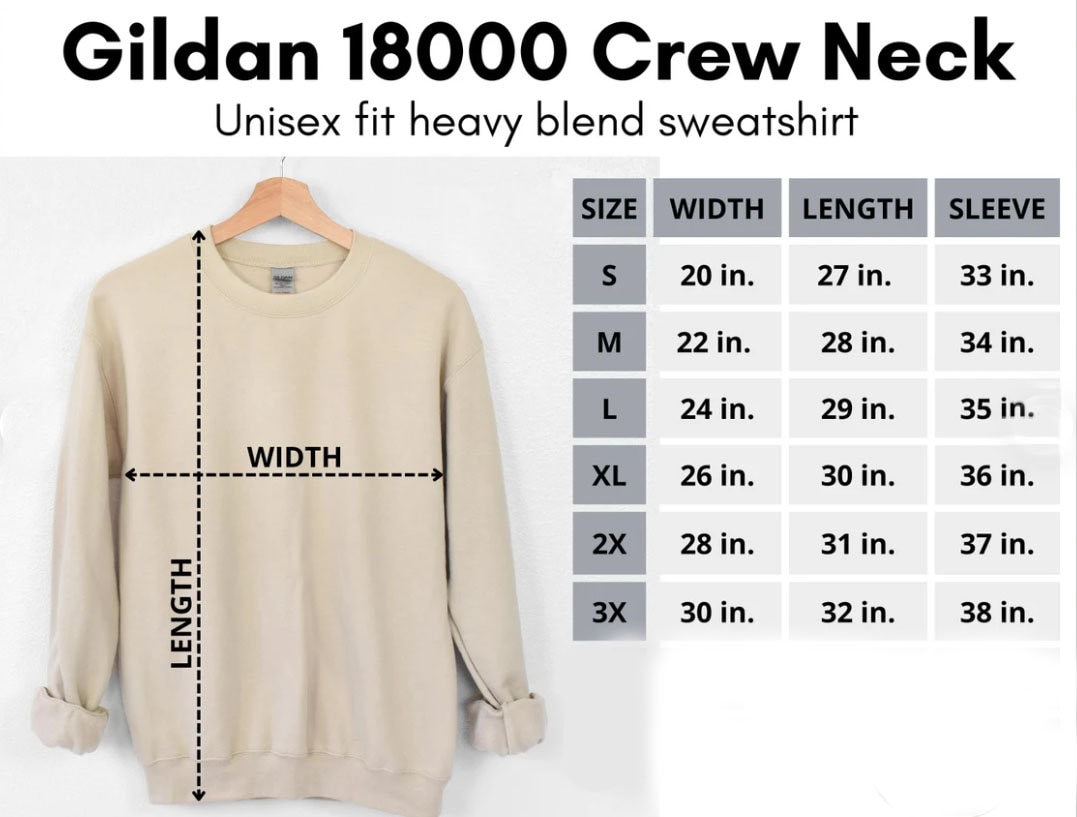 Gildan 18000 Crew Neck
Unisex fit heavy blend sweatshirt
SIZE WIDTH LENGTH SLEEVE
S 20 in. 27 in. 33 in.
M 22 in. 28 in. 34 in.
L 24 in. 29 in. 35 in.
XL 26 in. 30 in. 36 in.
2X 28 in. 31 in. 37 in.
3X 30 in. 32 in. 38 in.
WIDTH
LENGTH